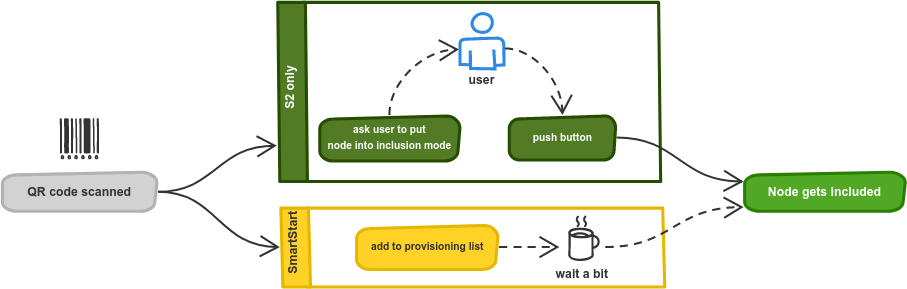 S2 only
user
ask user to put
node into inclusion mode
push button
QR code scanned
Node gets included
SmartStart
add to provisioning list
wait a bit